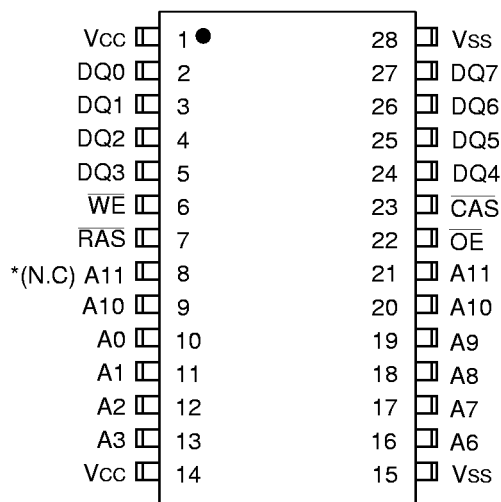 VCC 1 28 VSS
DQ0 2 27 DQ7
DQ1 3 26 DQ6
DQ2 4 25 DQ5
DQ3 5 24 DQ4
WE 6 23 CAS
RAS 7 22 OE
*(N.C) A11 8 21 A11
A10 9 20 A10
A0 10 19 A9
A1 11 18 A8
A2 12 17 A7
A3 13 16 A6
VCC 14 15 VSS